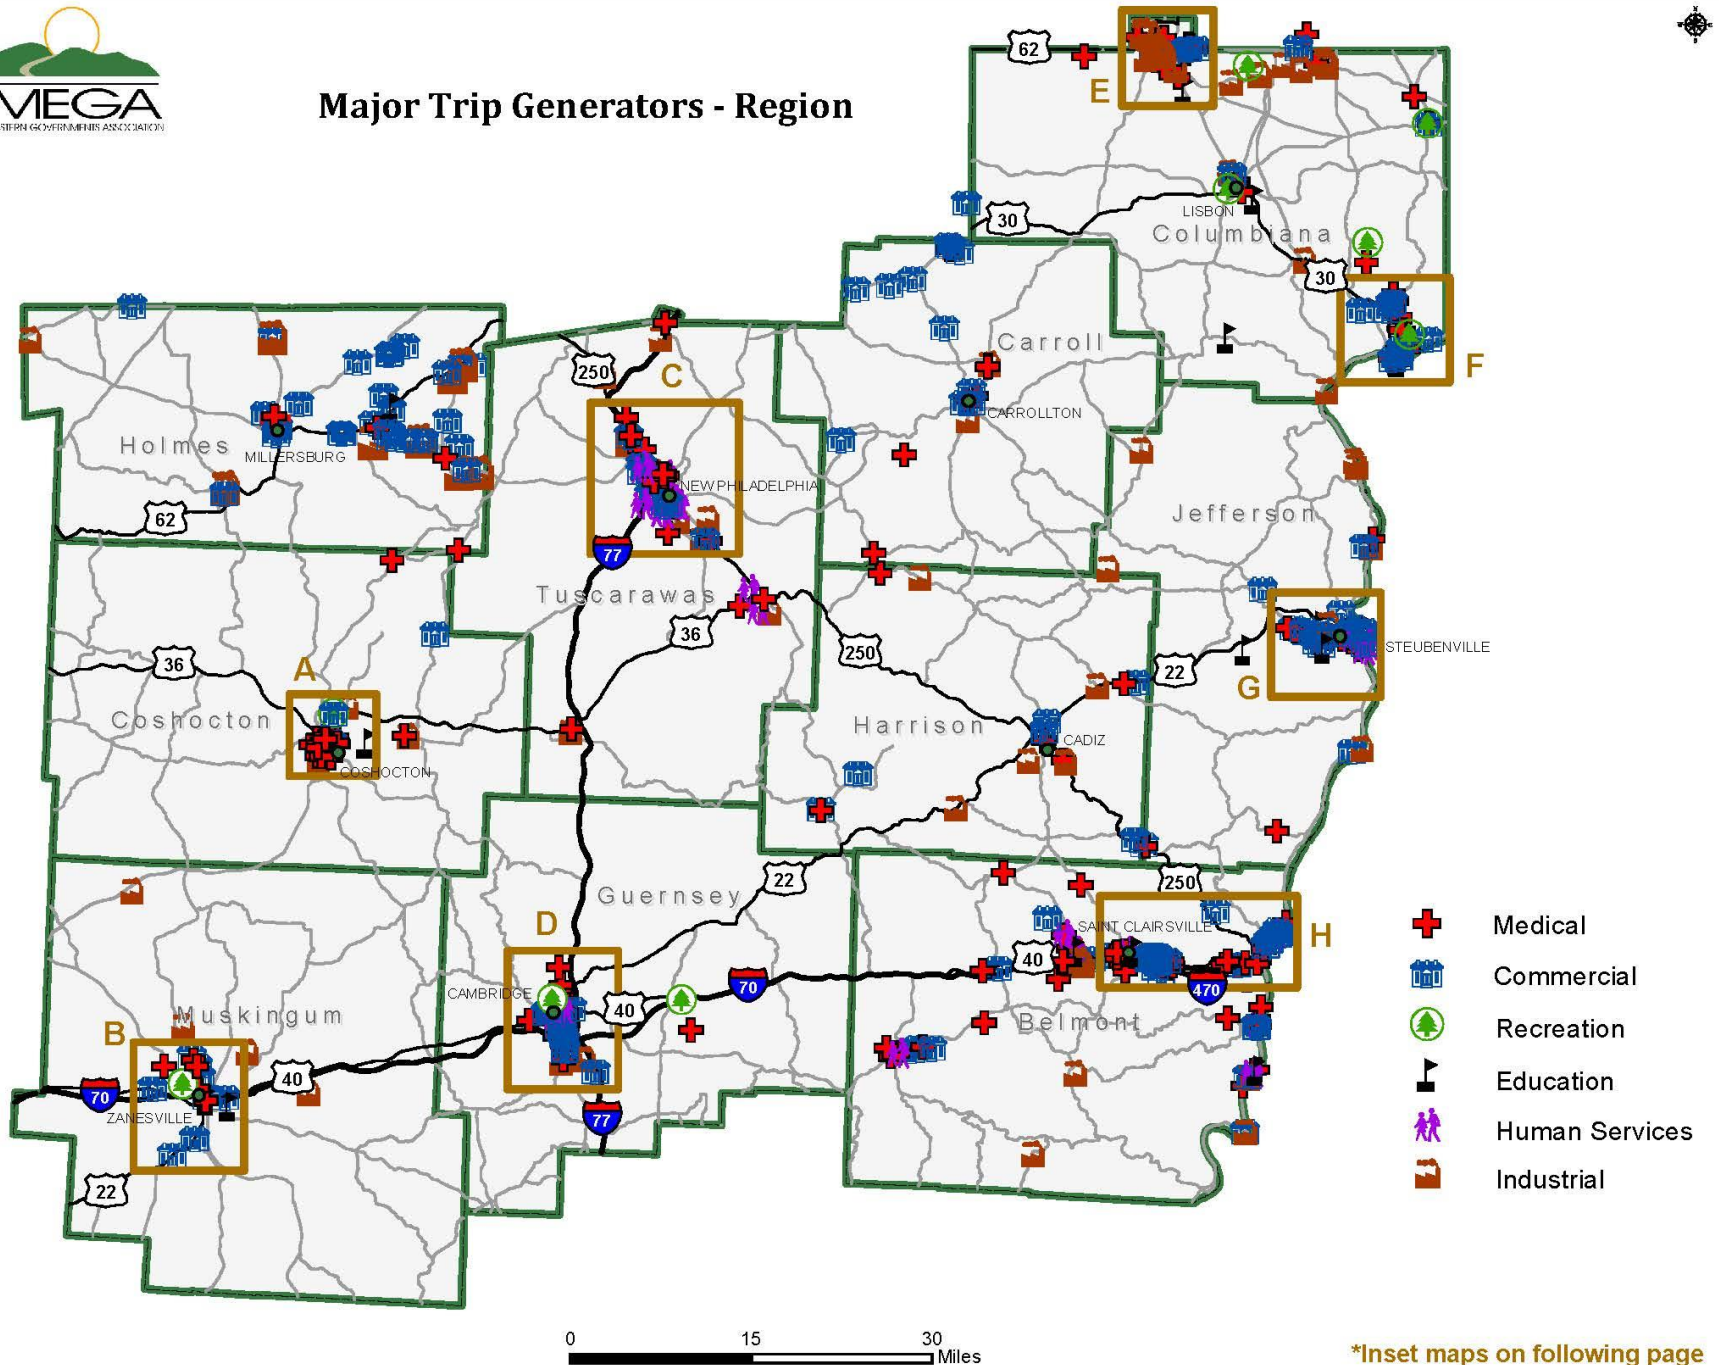 MEGA
STERN GOVERNMENTS ASSOCIATION
Major Trip Generators - Region
62
E
30
LISBON
Columbiana
30
F
250
C
Carroll
CARROLLTON
Holmes
MILLERSBURG
62
NEW PHILADELPHIA
77
Jefferson
Tuscarawas
36
250
22
STEUBENVILLE
G
36
A
Coshocton
COSHOCTON
Harrison
CADIZ
22
250
Guernsey
D
SAINT CLAIRSVILLE
H
40
470
CAMBRIDGE
40
70
Belmont
Muskingum
B
40
70
ZANESVILLE
77
22
Medical
Commercial
Recreation
Education
Human Services
Industrial
0 15 30
Miles
*Inset maps on following page